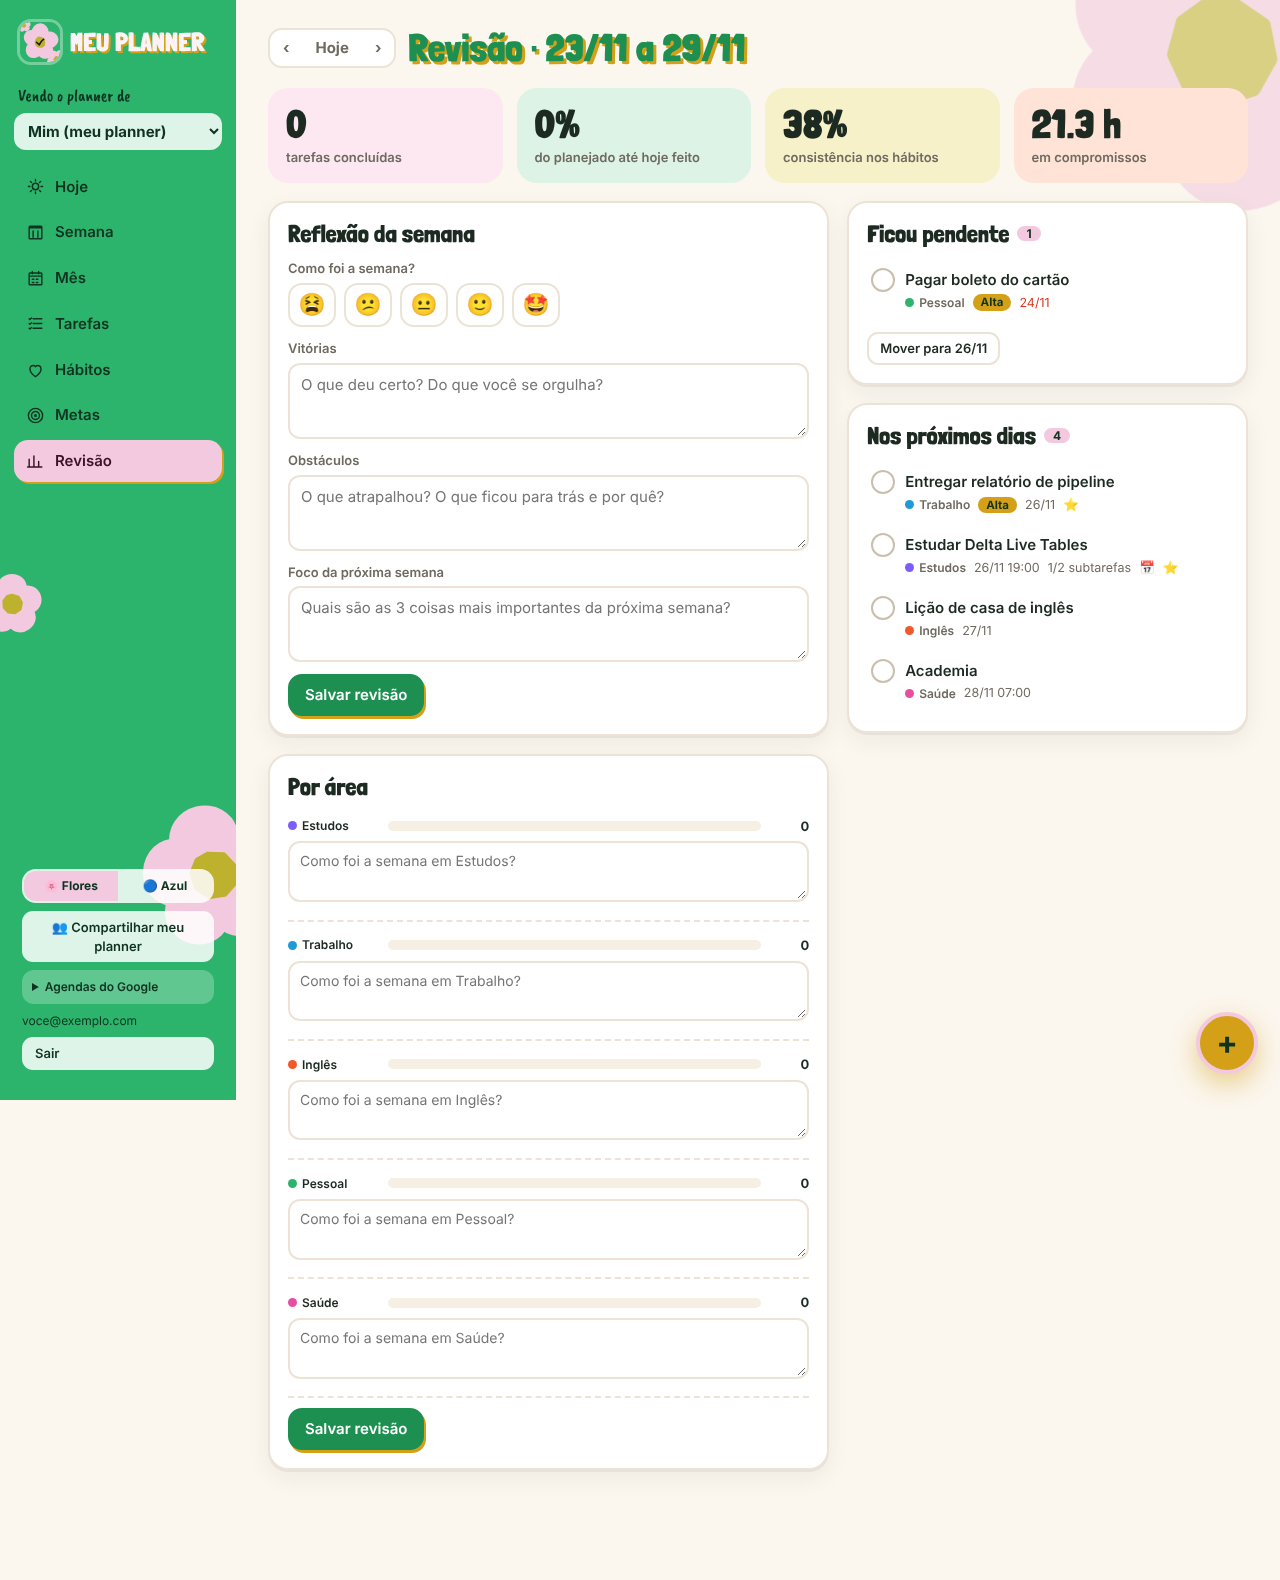 MEU PLANNER
Vendo o planner de
Mim (meu planner)
Hoje
Semana
Mês
Tarefas
Hábitos
Metas
Revisão
🌸 Flores
🔵 Azul
👥 Compartilhar meu
planner
▶ Agendas do Google
voce@exemplo.com
Sair
‹ Hoje ›
Revisão · 23/11 a 29/11
0
tarefas concluídas
0%
do planejado até hoje feito
38%
consistência nos hábitos
21.3 h
em compromissos
Reflexão da semana
Como foi a semana?
😫 😕 😐 🙂 🤩
Vitórias
O que deu certo? Do que você se orgulha?
Obstáculos
O que atrapalhou? O que ficou para trás e por quê?
Foco da próxima semana
Quais são as 3 coisas mais importantes da próxima semana?
Salvar revisão
Por área
Estudos 0
Como foi a semana em Estudos?
Trabalho 0
Como foi a semana em Trabalho?
Inglês 0
Como foi a semana em Inglês?
Pessoal 0
Como foi a semana em Pessoal?
Saúde 0
Como foi a semana em Saúde?
Salvar revisão
Ficou pendente 1
Pagar boleto do cartão
Pessoal Alta 24/11
Mover para 26/11
Nos próximos dias 4
Entregar relatório de pipeline
Trabalho Alta 26/11 ⭐
Estudar Delta Live Tables
Estudos 26/11 19:00 1/2 subtarefas 📅 ⭐
Lição de casa de inglês
Inglês 27/11
Academia
Saúde 28/11 07:00
+